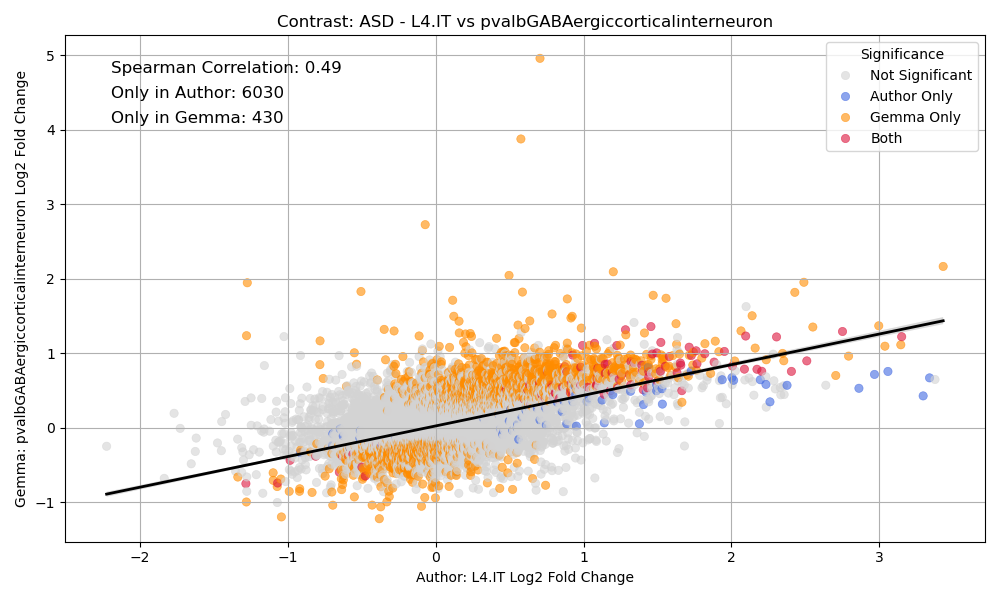 Contrast: ASD - L4.IT vs pvalbGABAergiccorticalinterneuron
Spearman Correlation: 0.49
Only in Author: 6030
Only in Gemma: 430
Significance
Not Significant
Author Only
Gemma Only
Both
Gemma: pvalbGABAergiccorticalinterneuron Log2 Fold Change
5
4
3
2
1
0
−1
−2
−1
0
1
2
3
Author: L4.IT Log2 Fold Change